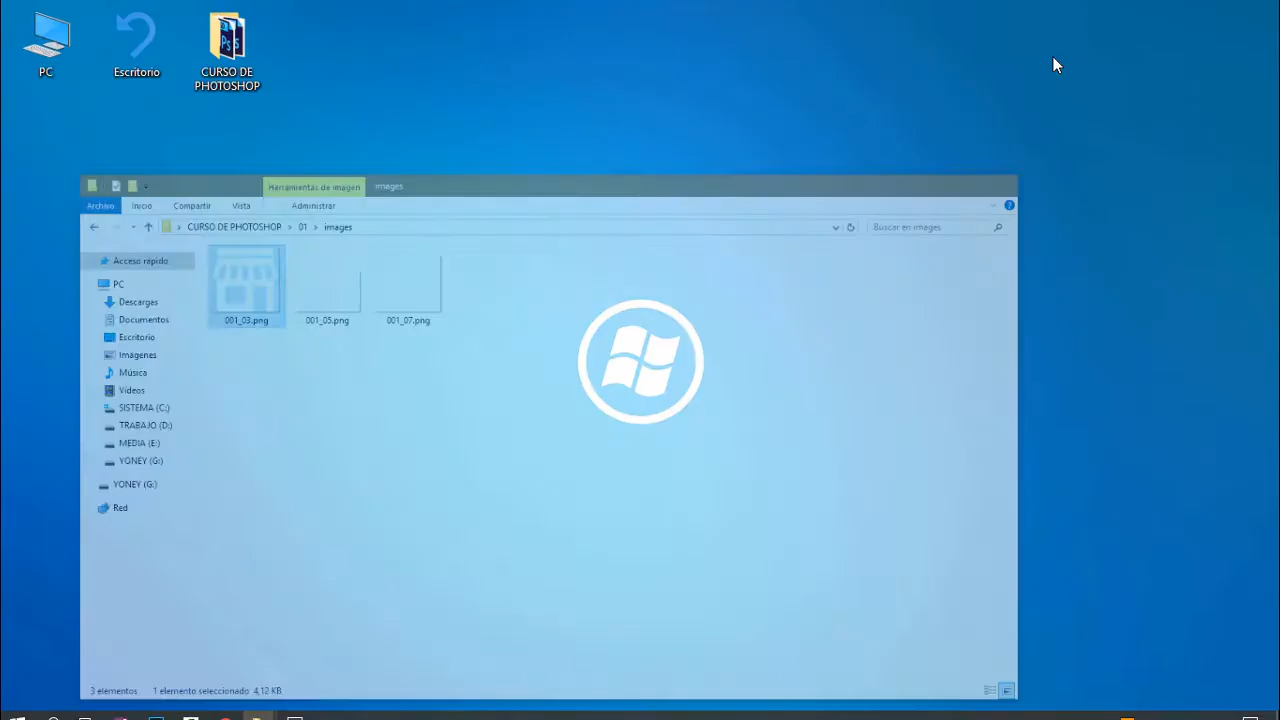 PC
Escritorio
CURSO DE
PHOTOSHOP
Herramientas de imagen
images
Archivo
Inicio
Compartir
Vista
Administrar
CURSO DE PHOTOSHOP > 01 > images
Buscar en images
Acceso rápido
PC
Descargas
Documentos
Escritorio
Imágenes
Música
Vídeos
SISTEMA (C:)
TRABAJO (D:)
MEDIA (E:)
YONEY (G:)
YONEY (G:)
Red
001_03.png
001_05.png
001_07.png
3 elementos
1 elemento seleccionado 4,12 KB